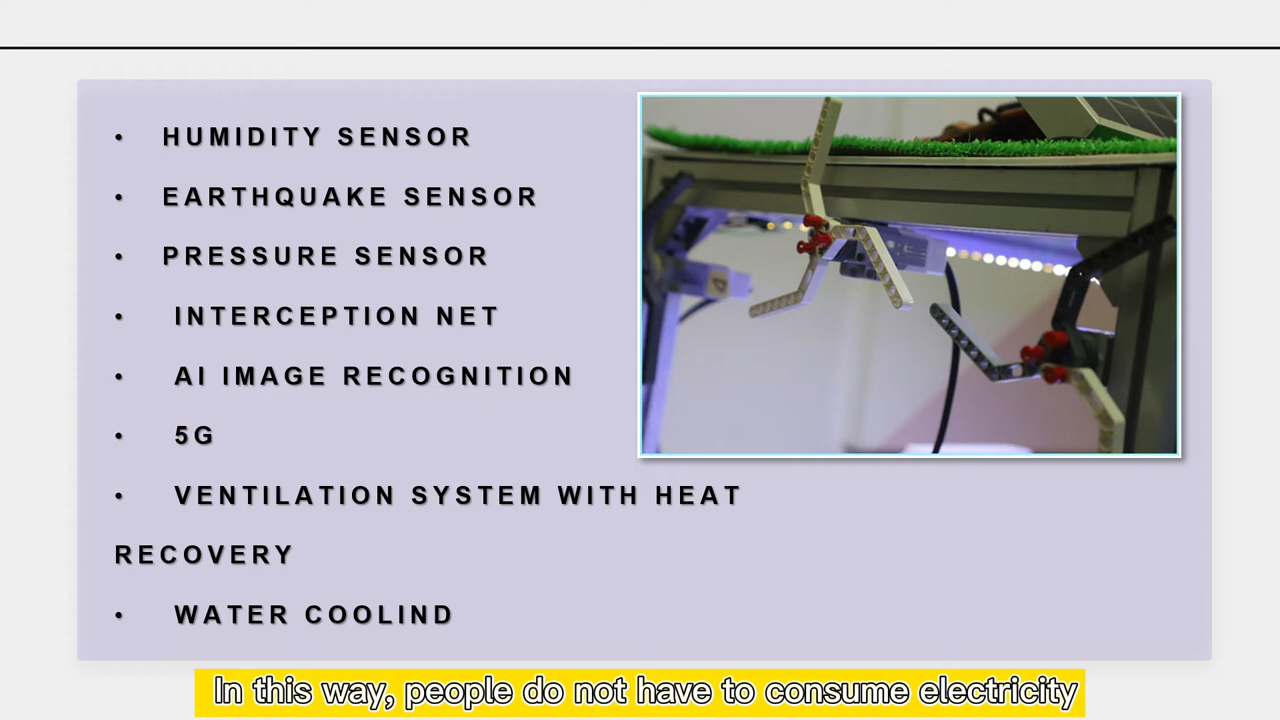 • HUMIDITY SENSOR
• EARTHQUAKE SENSOR
• PRESSURE SENSOR
• INTERCEPTION NET
• AI IMAGE RECOGNITION
• 5G
• VENTILATION SYSTEM WITH HEAT
RECOVERY
• WATER COOLIND
In this way, people do not have to consume electricity